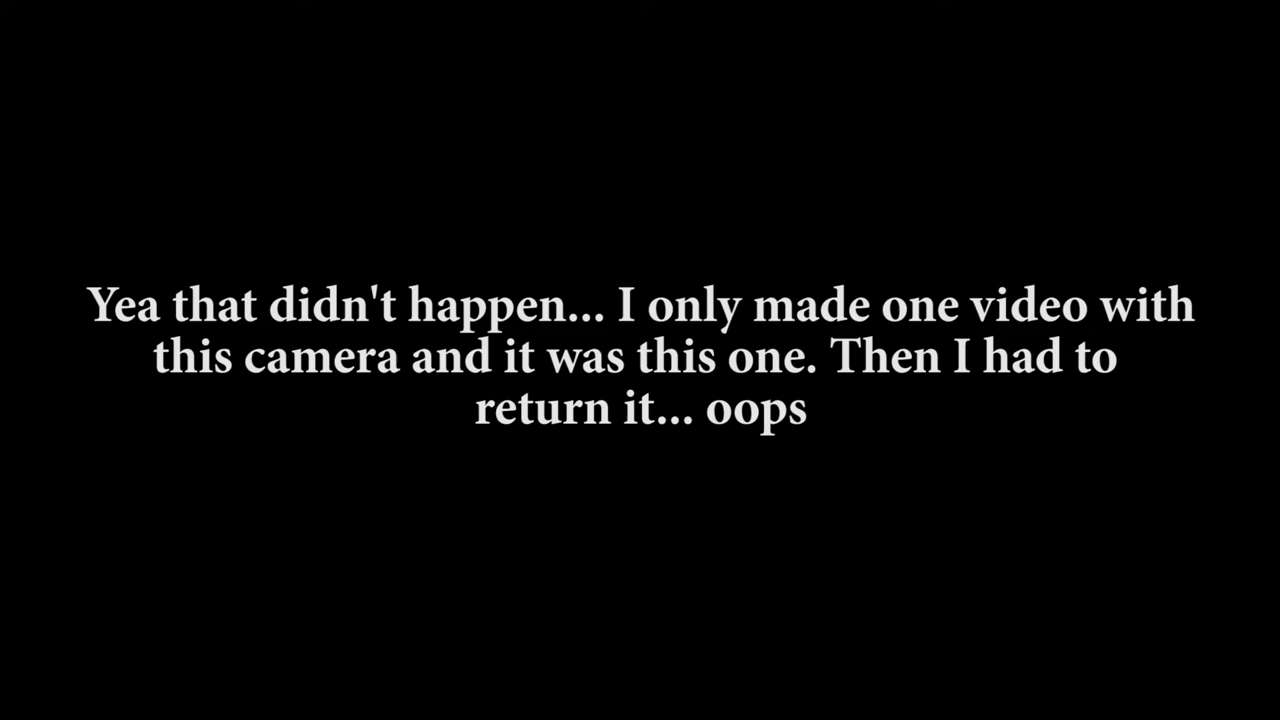 Yea that didn't happen... I only made one video with
this camera and it was this one. Then I had to
return it... oops